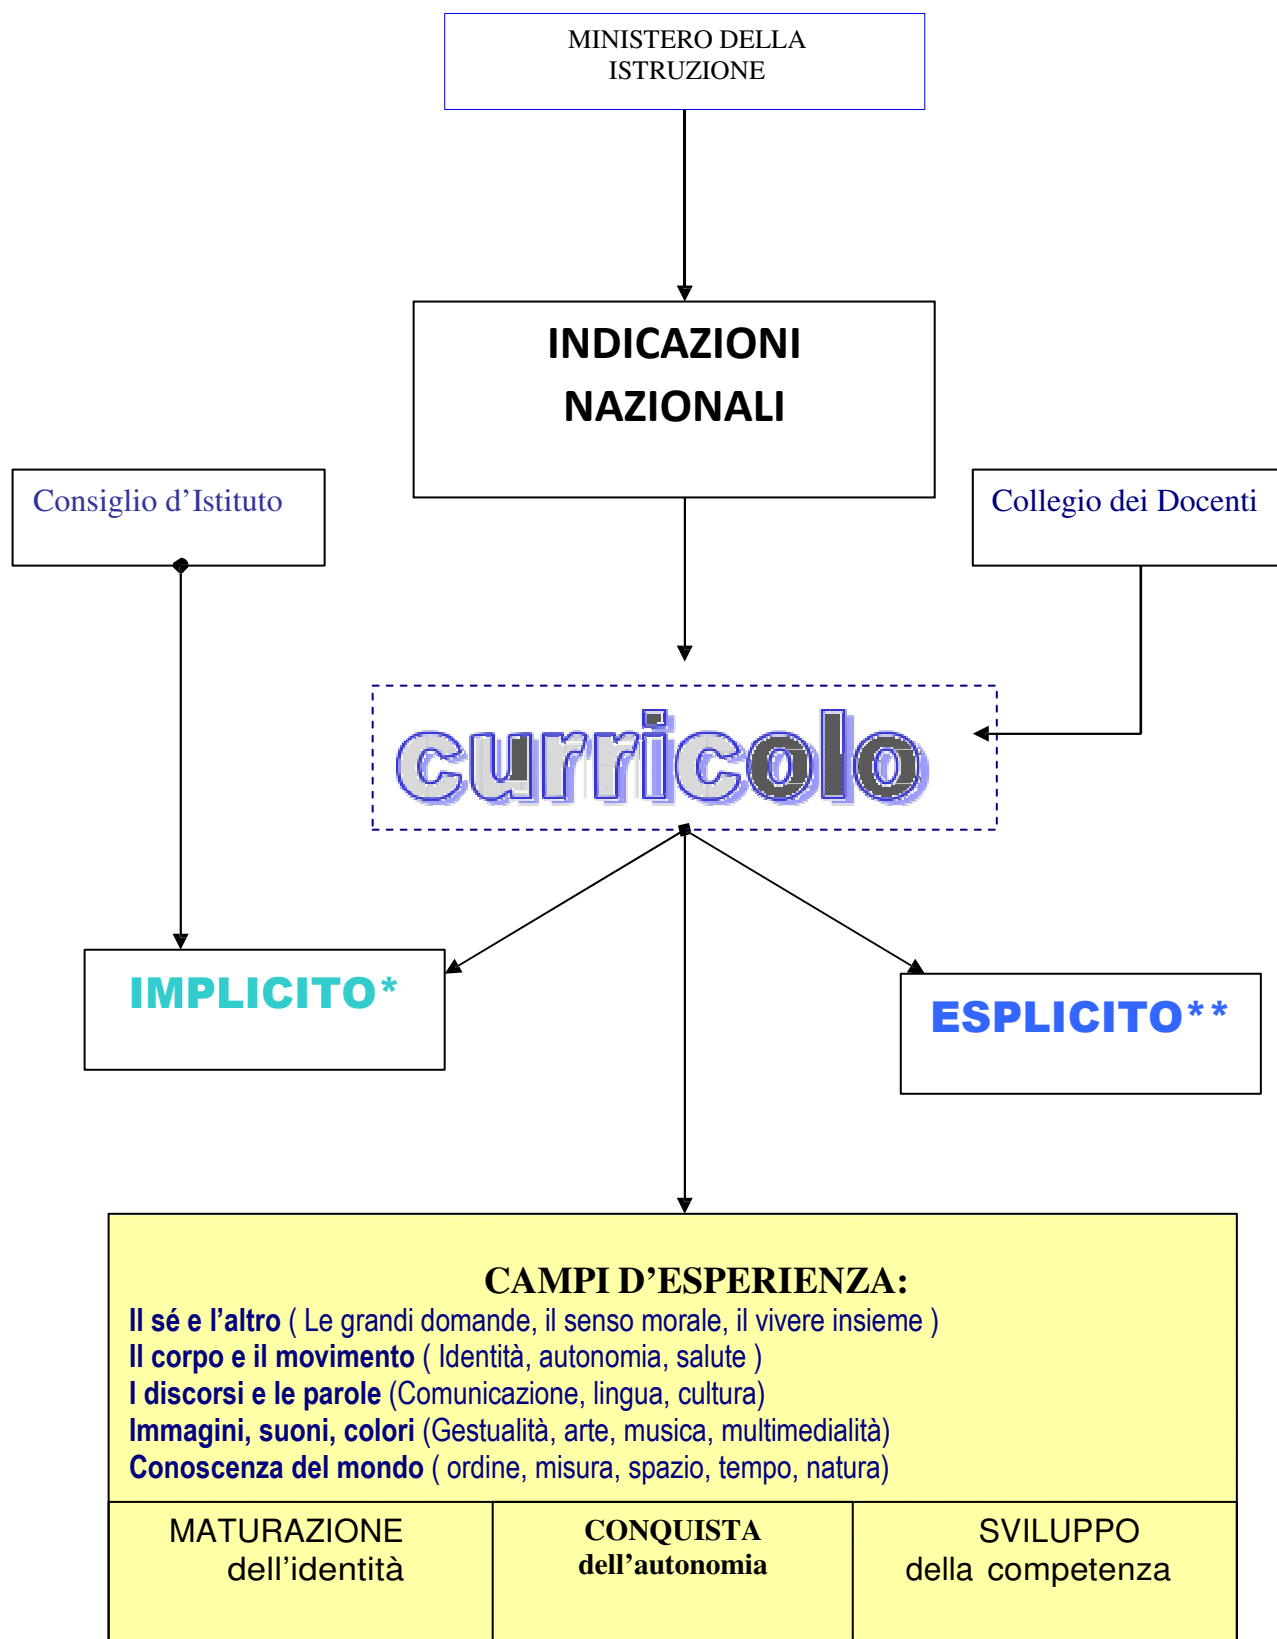 MINISTERO DELLA
ISTRUZIONE
INDICAZIONI
NAZIONALI
Consiglio d’Istituto
Collegio dei Docenti
curricolo
IMPLICITO*
ESPLICITO**
CAMPI D’ESPERIENZA:
Il sé e l’altro ( Le grandi domande, il senso morale, il vivere insieme )
Il corpo e il movimento ( Identità, autonomia, salute )
I discorsi e le parole (Comunicazione, lingua, cultura)
Immagini, suoni, colori (Gestualità, arte, musica, multimedialità)
Conoscenza del mondo ( ordine, misura, spazio, tempo, natura)
MATURAZIONE
dell’identità
CONQUISTA
dell’autonomia
SVILUPPO
della competenza